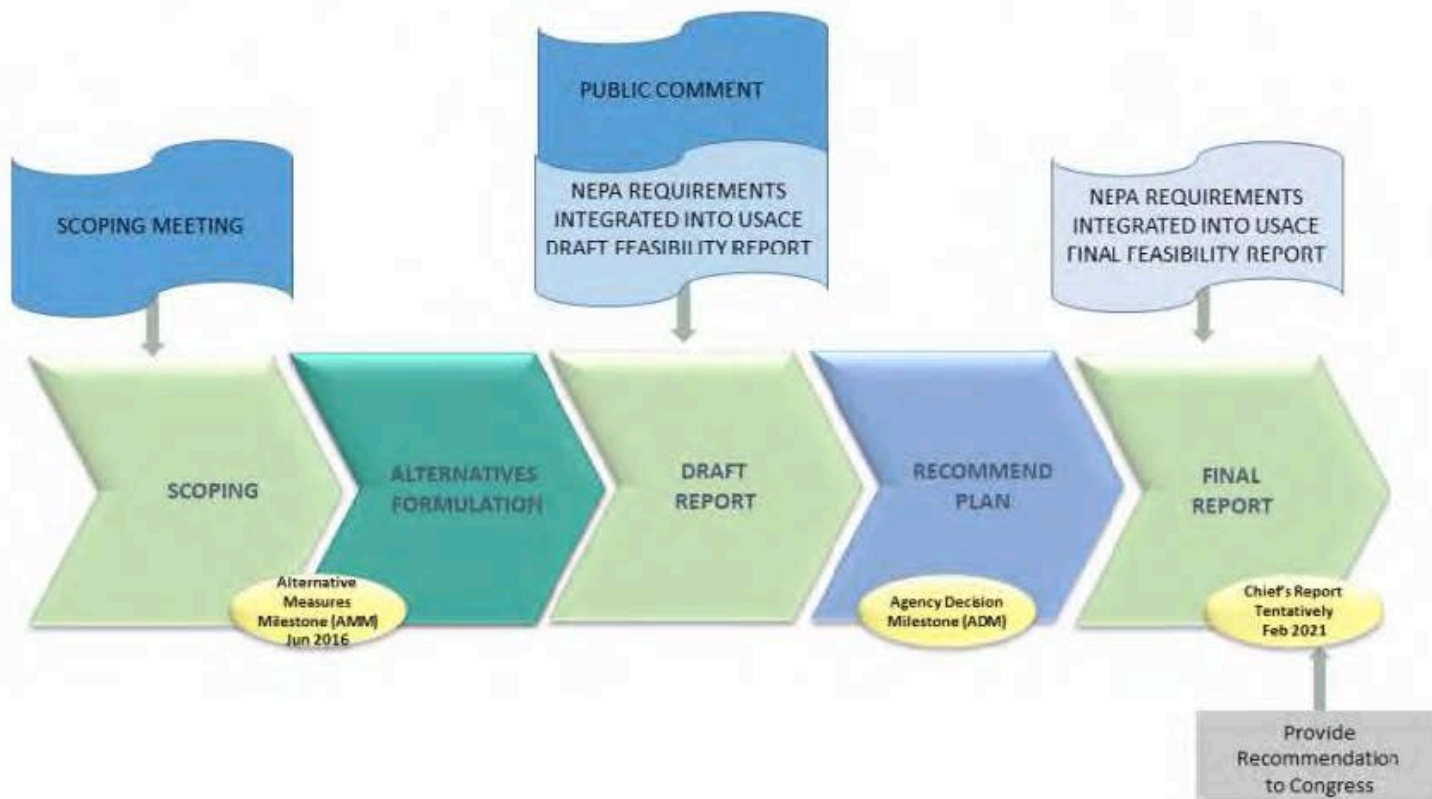 PUBLIC COMMENT
SCOPING MEETING
NEPA REQUIREMENTS
INTEGRATED INTO USACE
DRAFT FEASIBILITY REPORT
NEPA REQUIREMENTS
INTEGRATED INTO USACE
FINAL FEASIBILITY REPORT
SCOPING
ALTERNATIVES
FORMULATION
DRAFT
REPORT
RECOMMEND
PLAN
FINAL
REPORT
Alternative
Measures
Milestone (AMM)
Jun 2016
Agency Decision
Milestone (ADM)
Chief's Report
Tentatively
Feb 2021
Provide
Recommendation
to Congress